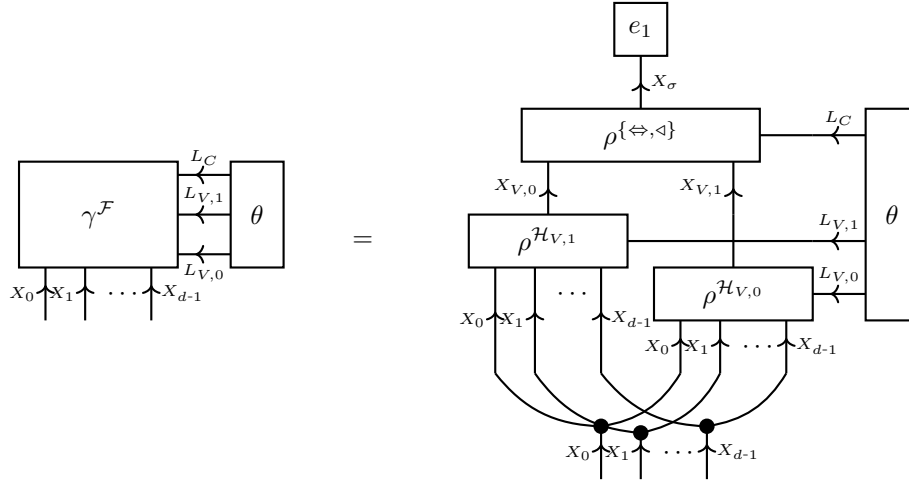 e₁
X_σ
ρ^{⇔,◁} L_C
L_C
γ^ℱ L_{V,1} θ
L_{V,0}
X_{V,0} X_{V,1}
ρ^{ℋ_{V,1}} L_{V,1} θ
=
X_0 X_1 ⋯ X_{d-1}
⋯ ρ^{ℋ_{V,0}} L_{V,0}
X_0 X_1 X_{d-1}
X_0 X_1 ⋯ X_{d-1}
X_0 X_1 ⋯ X_{d-1}